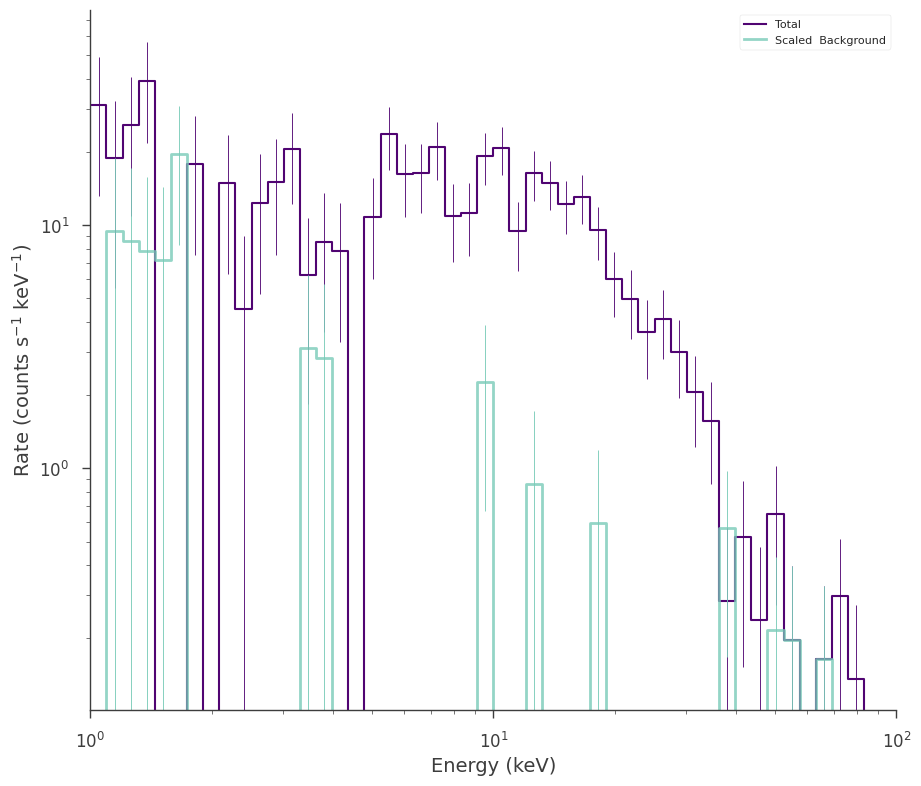 Total
Scaled  Background
Rate (counts s⁻¹ keV⁻¹)
10¹
10⁰
10⁰ 10¹ 10²
Energy (keV)